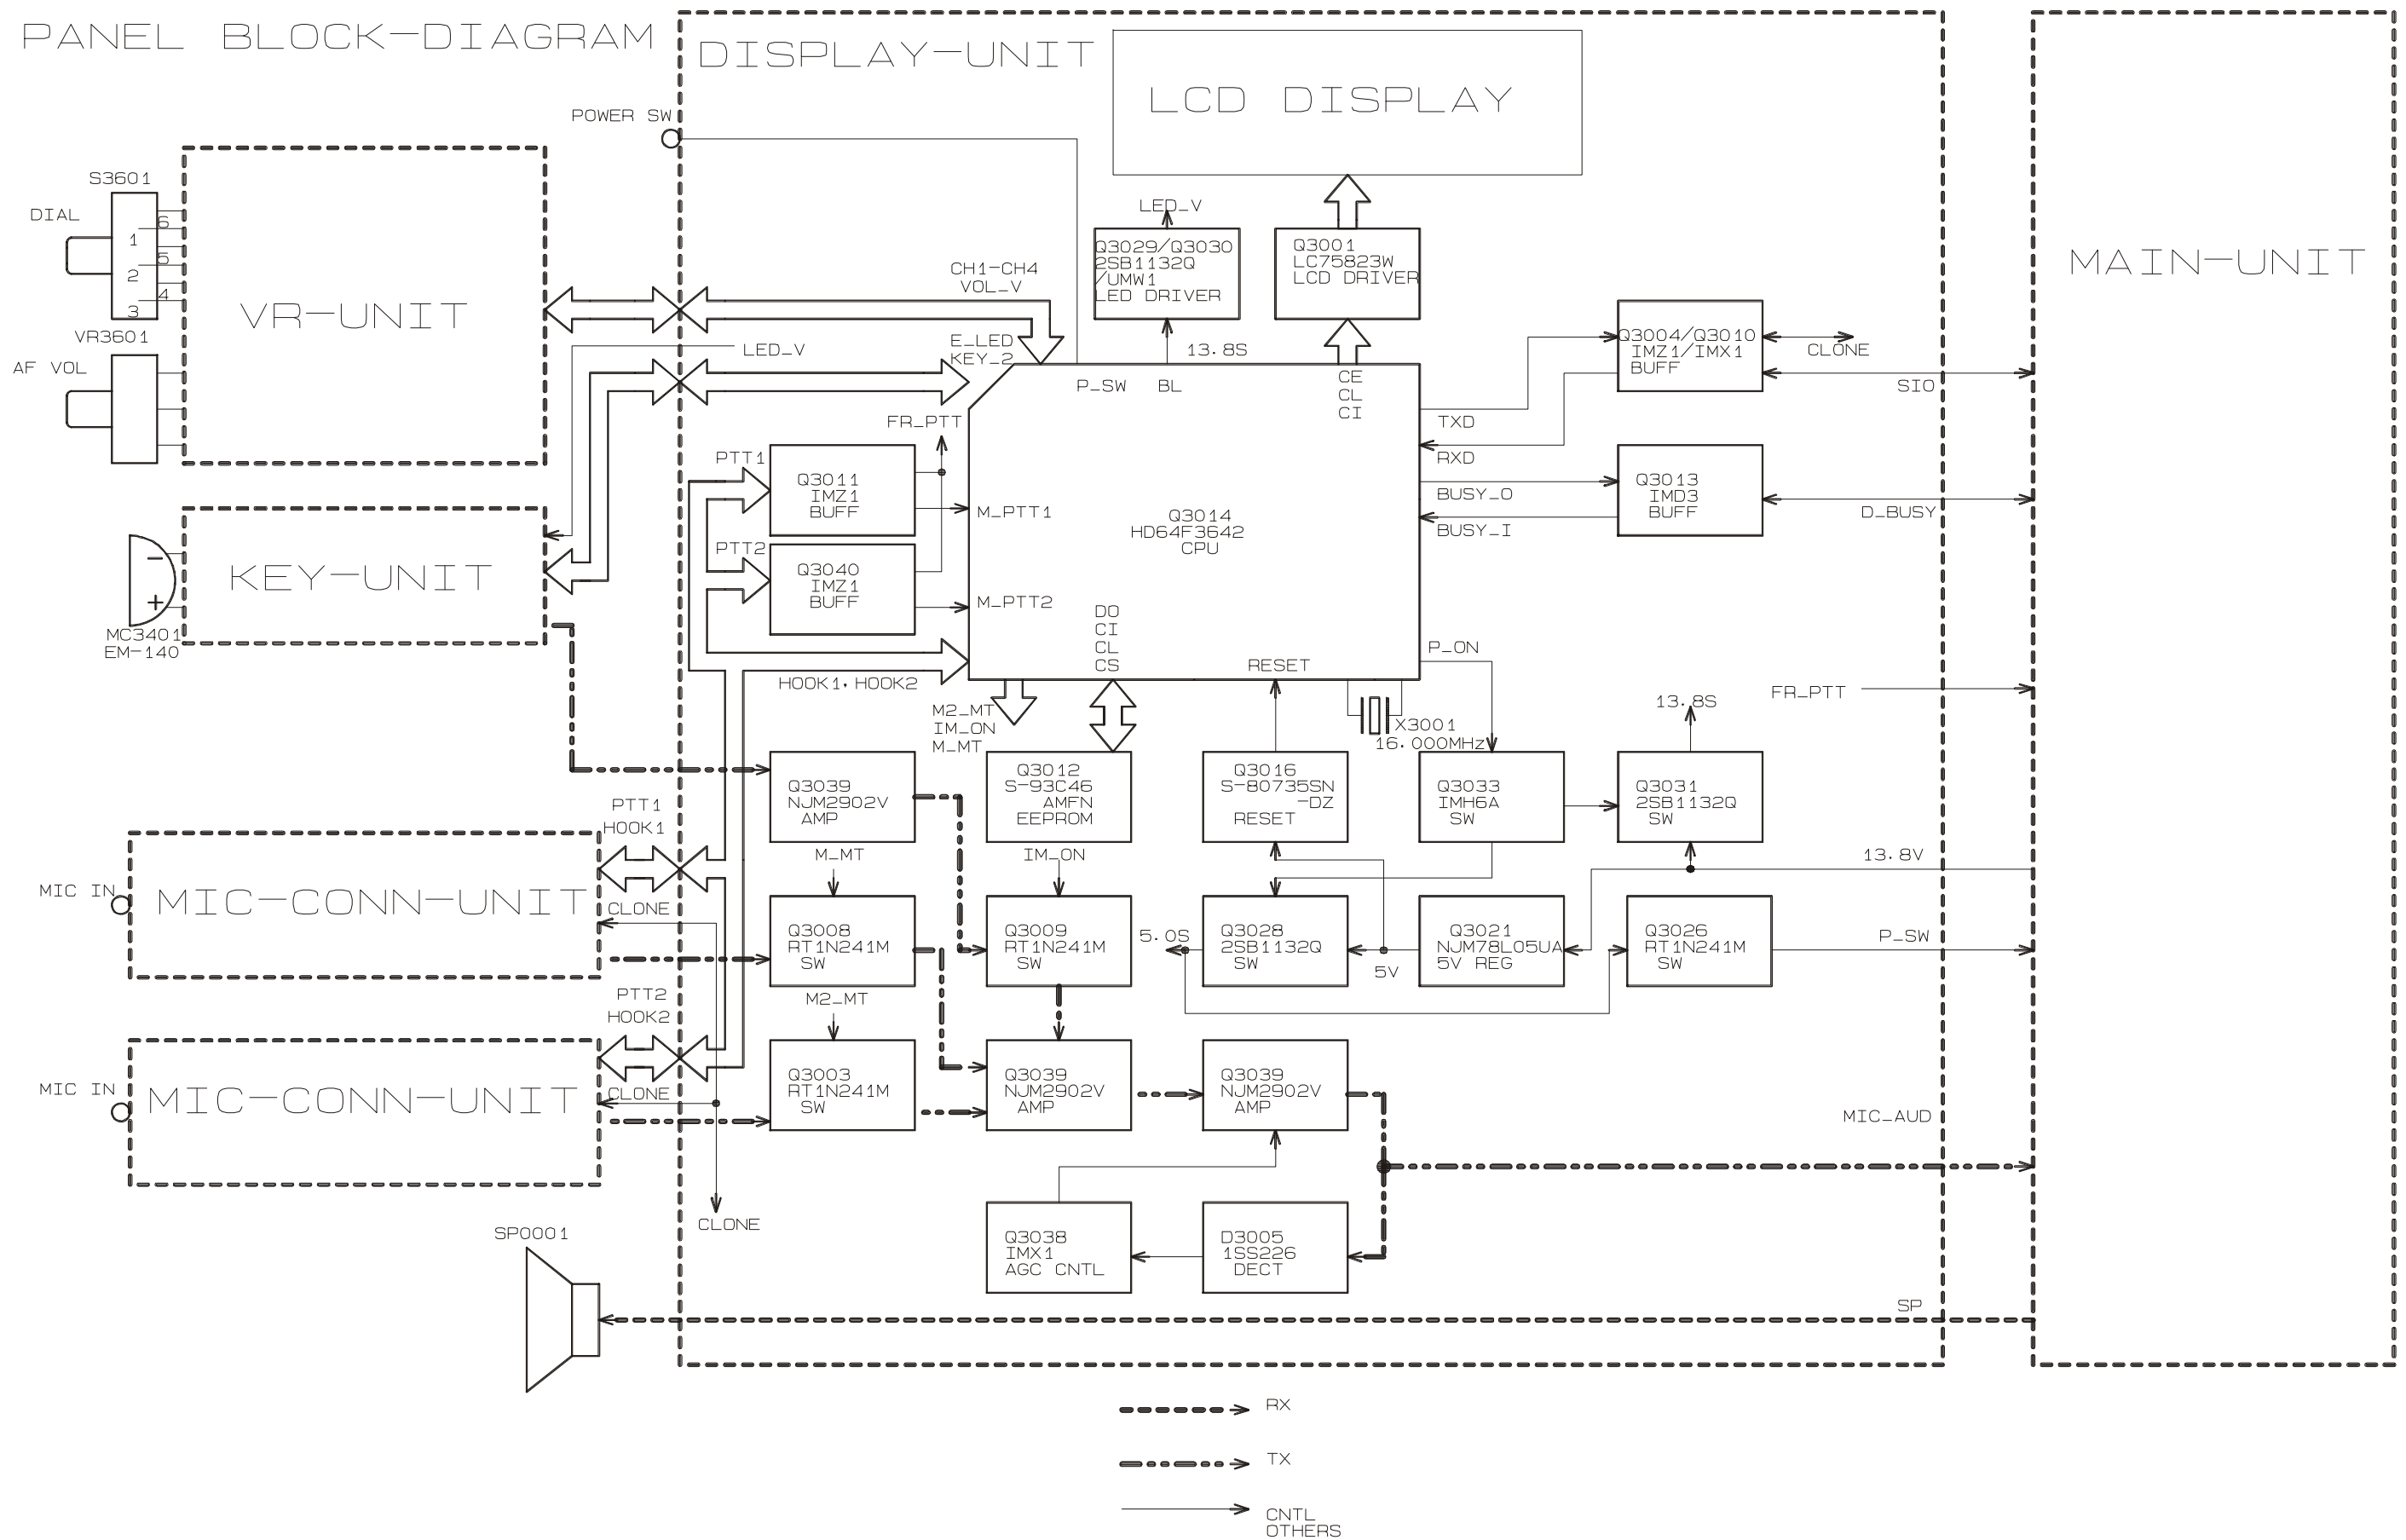 PANEL BLOCK-DIAGRAM
DISPLAY-UNIT
LCD DISPLAY
MAIN-UNIT
POWER SW
S3601
DIAL
6
1
5
2
4
3
VR3601
AF VOL
VR-UNIT
LED_V
Q3029/Q3030
2SB1132Q
/UMW1
LED DRIVER
Q3001
LC75823W
LCD DRIVER
CH1-CH4
VOL_V
LED_V
E_LED
KEY_2
13.8S
P_SW
BL
CE
CL
CI
Q3004/Q3010
IMZ1/IMX1
BUFF
CLONE
SIO
TXD
RXD
FR_PTT
PTT1
Q3011
IMZ1
BUFF
M_PTT1
PTT2
Q3040
IMZ1
BUFF
M_PTT2
Q3014
HD64F3642
CPU
BUSY_O
BUSY_I
Q3013
IMD3
BUFF
D_BUSY
KEY-UNIT
-
+
MC3401
EM-140
DO
CI
CL
CS
RESET
P_ON
HOOK1,HOOK2
M2_MT
IM_ON
M_MT
X3001
16.000MHz
FR_PTT
13.8S
Q3039
NJM2902V
AMP
Q3012
S-93C46
AMFN
EEPROM
Q3016
S-80735SN
-DZ
RESET
Q3033
IMH6A
SW
Q3031
2SB1132Q
SW
PTT1
HOOK1
M_MT
IM_ON
13.8V
MIC IN
MIC-CONN-UNIT
CLONE
Q3008
RT1N241M
SW
Q3009
RT1N241M
SW
5.0S
Q3028
2SB1132Q
SW
5V
Q3021
NJM78L05UA
5V REG
Q3026
RT1N241M
SW
P_SW
PTT2
HOOK2
M2_MT
MIC IN
MIC-CONN-UNIT
CLONE
Q3003
RT1N241M
SW
Q3039
NJM2902V
AMP
Q3039
NJM2902V
AMP
MIC_AUD
CLONE
Q3038
IMX1
AGC CNTL
D3005
1SS226
DECT
SP0001
SP
RX
TX
CNTL
OTHERS